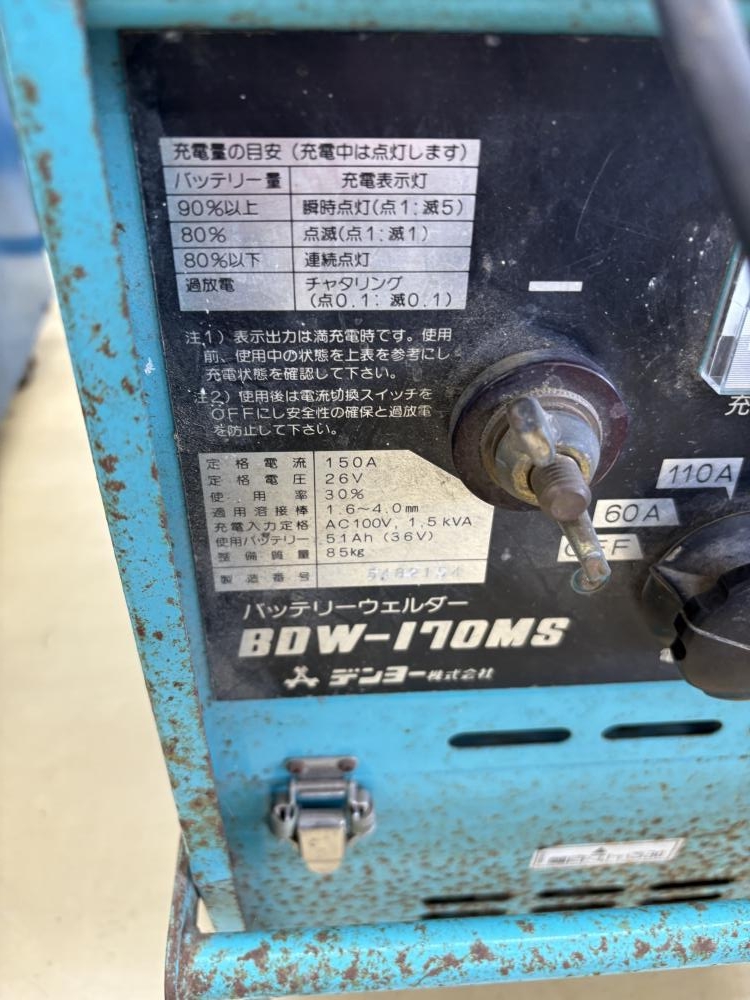 充電量の目安（充電中は点灯します）
バッテリー量 充電表示灯
90%以上 瞬時点灯(点1:滅5)
80% 点滅(点1:滅1)
80%以下 連続点灯
過放電 チャタリング
(点0.1:滅0.1)
注1）表示出力は満充電時です。使用
前、使用中の状態を上表を参考にし
充電状態を確認して下さい。
注2）使用後は電流切換スイッチを
OFFにし安全性の確保と過放電
を防止して下さい。
定格電流 150A
定格電圧 26V
使用率 30%
適用溶接棒 1.6~4.0mm
充電入力定格 AC100V, 1.5kVA
使用バッテリー 51Ah (36V)
整備質量 85kg
製造番号
バッテリーウェルダー
BDW-170MS
デンヨー株式会社
110A
60A
OFF
充